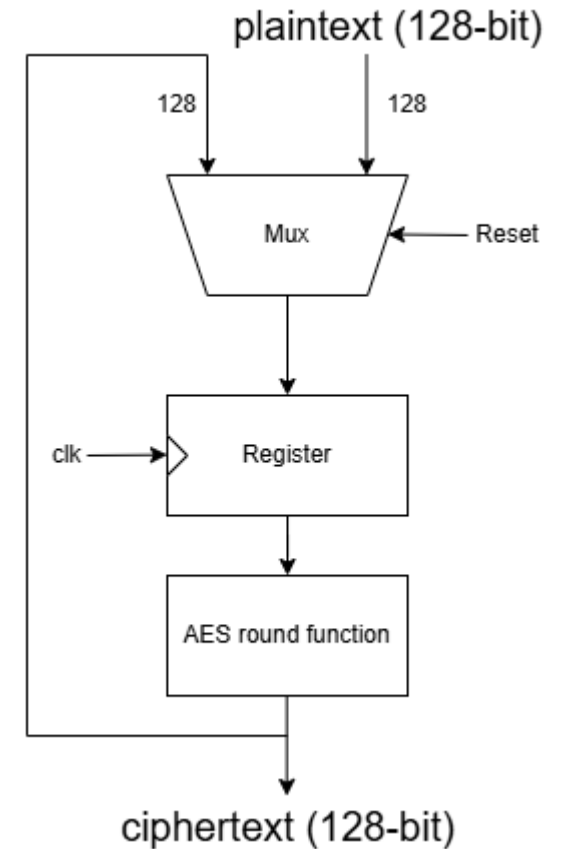 plaintext (128-bit)
128
128
Mux
Reset
clk
Register
AES round function
ciphertext (128-bit)